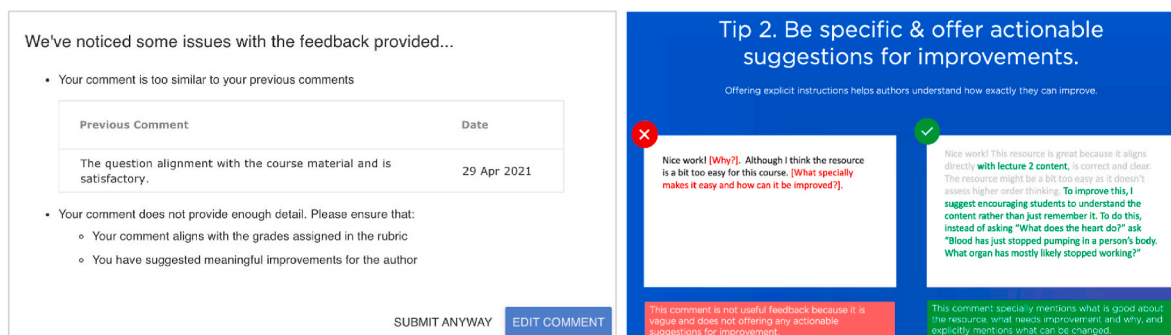 We've noticed some issues with the feedback provided...
• Your comment is too similar to your previous comments
Previous Comment Date
The question alignment with the course material and is
satisfactory. 29 Apr 2021
• Your comment does not provide enough detail. Please ensure that:
Your comment aligns with the grades assigned in the rubric
You have suggested meaningful improvements for the author
SUBMIT ANYWAY EDIT COMMENT
Tip 2. Be specific & offer actionable
suggestions for improvements.
Offering explicit instructions helps authors understand how exactly they can improve.
Nice work! [Why?]. Although I think the resource
is a bit too easy for this course. [What specially
makes it easy and how can it be improved?].
This comment is not useful feedback because it is
vague and does not offering any actionable
suggestions for improvement.
Nice work! This resource is great because it aligns
directly with lecture 2 content, is correct and clear.
The resource might be a bit too easy as it doesn't
assess higher order thinking. To improve this, I
suggest encouraging students to understand the
content rather than just remember it. To do this,
instead of asking "What does the heart do?" ask
"Blood has just stopped pumping in a person's body.
What organ has mostly likely stopped working?"
This comment specially mentions what is good about
the resource, what needs improvement and why, and
explicitly mentions what can be changed.